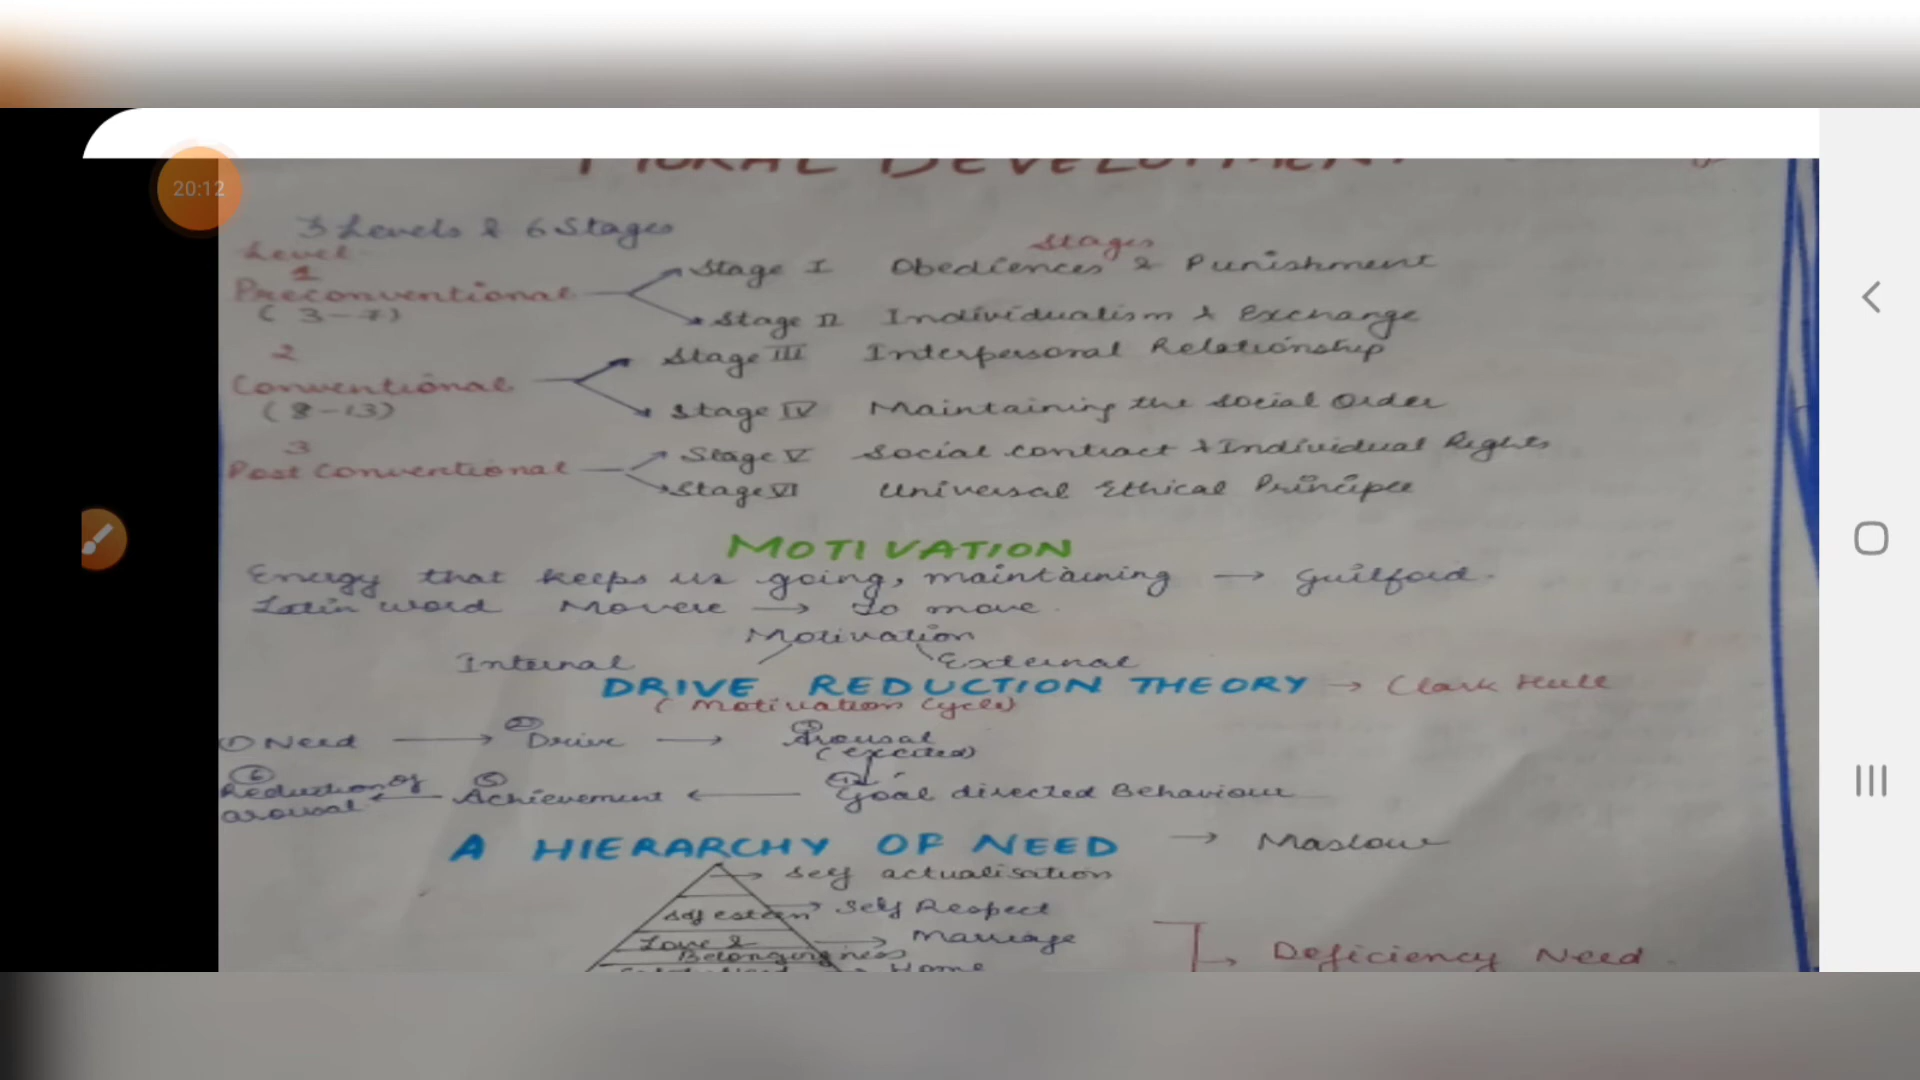 20:12
MORAL DEVELOPMENT
3 Levels & 6 Stages
Level Stages
1
Preconventional Stage I Obediences & Punishment
(3-7)
Stage II Individualism & Exchange
2
Stage III Interpersonal Relationship
Conventional
(8-13) Stage IV Maintaining the Social Order
3
Post Conventional Stage V Social contract & Individual Rights
Stage VI Universal Ethical Principle
MOTIVATION
Energy that keeps us going, maintaining → Guilford.
Latin word Movere → To move.
Motivation
Internal External
DRIVE REDUCTION THEORY → Clark Hull
(Motivation Cycle)
① Need → ② Drive → ③ Arousal
(excited)
⑥ Reduction of arousal ← ⑤ Achievement ← ④ Goal directed Behaviour
A HIERARCHY OF NEED → Maslow
→ Self actualisation
Self esteem → Self Respect
Love & → Marriage
Belongingness
→ Home
Deficiency Need